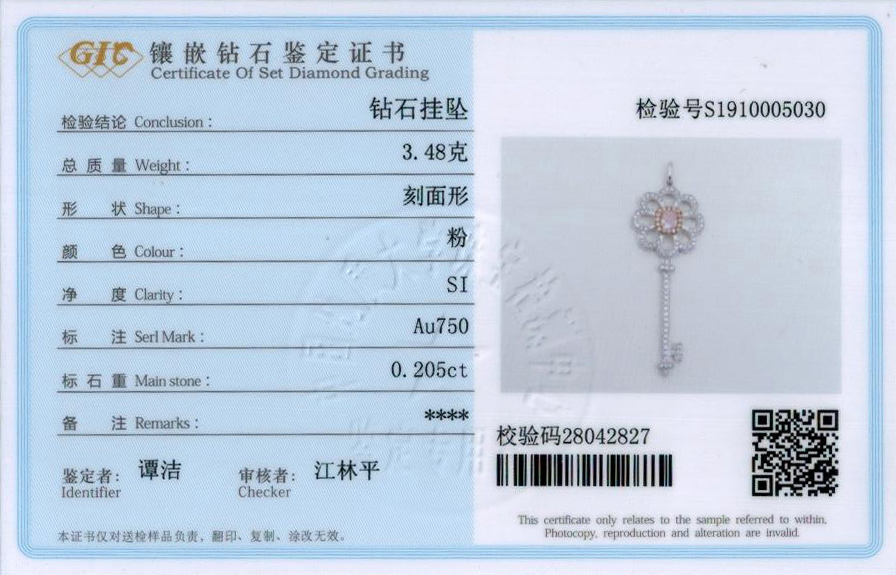 GIC 镶嵌钻石鉴定证书
Certificate Of Set Diamond Grading
检验结论 Conclusion: 钻石挂坠
总质量 Weight: 3.48克
形状 Shape: 刻面形
颜色 Colour: 粉
净度 Clarity: SI
标注 Serl Mark: Au750
标石重 Main stone: 0.205ct
备注 Remarks: ****
鉴定者: 谭洁 审核者: 江林平
Identifier Checker
本证书仅对送检样品负责，翻印、复制、涂改无效。
检验号S1910005030
校验码28042827
This certificate only relates to the sample referred to within.
Photocopy, reproduction and alteration are invalid.
鉴定专用